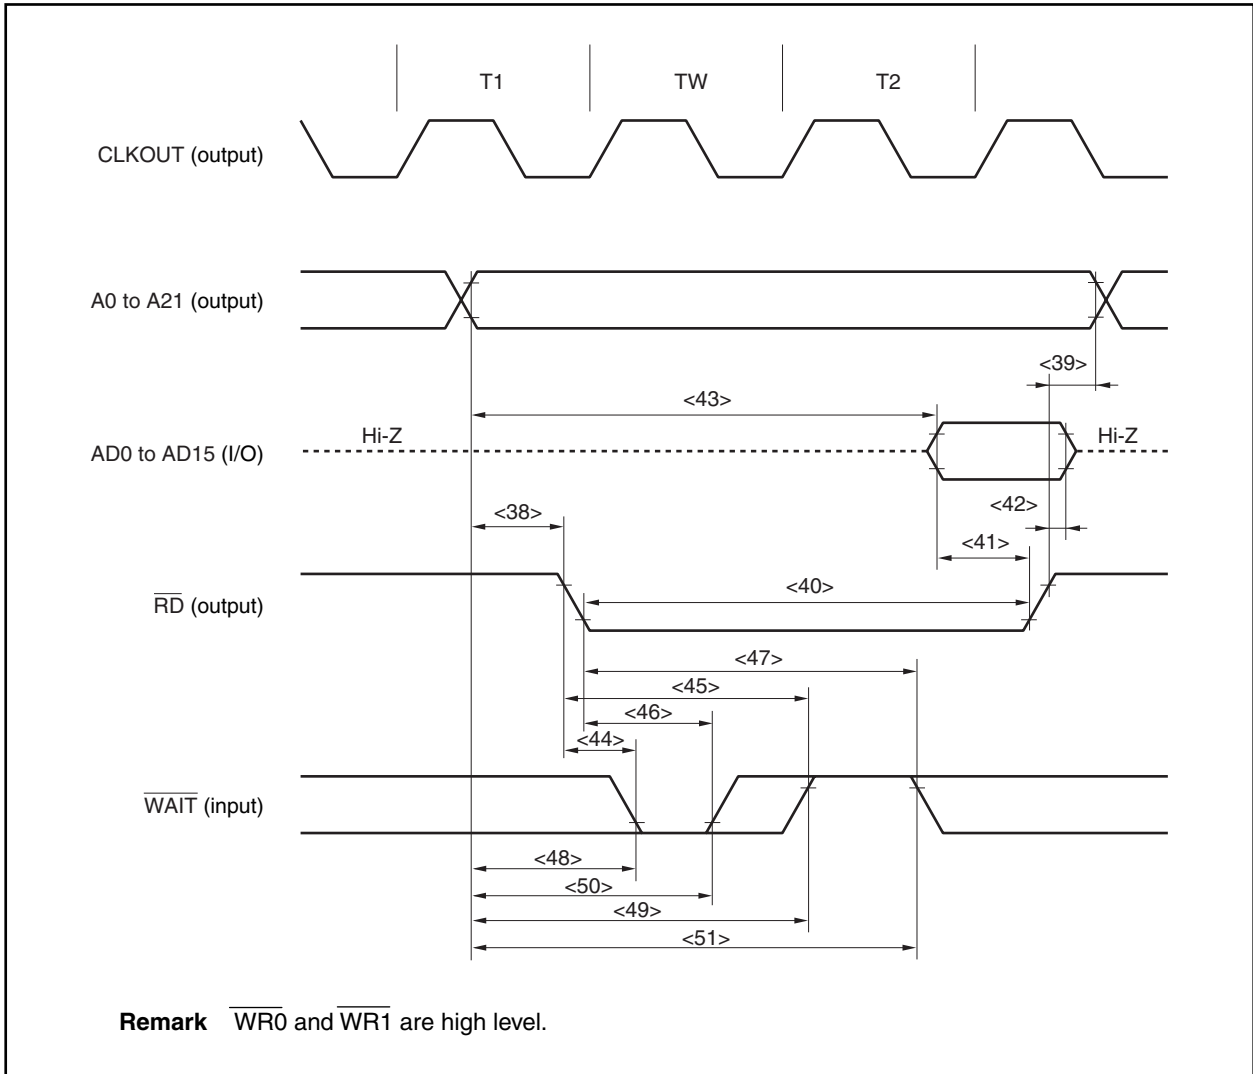 T1 TW T2
CLKOUT (output)
A0 to A21 (output)
<39>
<43>
Hi-Z Hi-Z
AD0 to AD15 (I/O)
<42>
<38>
<41>
<40>
RD (output)
<47>
<45>
<46>
<44>
WAIT (input)
<48>
<50>
<49>
<51>
Remark WR0 and WR1 are high level.